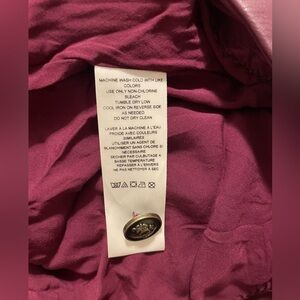 MACHINE WASH COLD WITH LIKE
COLORS
USE ONLY NON-CHLORINE
BLEACH
TUMBLE DRY LOW
COOL IRON ON REVERSE SIDE
AS NEEDED
DO NOT DRY CLEAN
LAVER À LA MACHINE A L'EAU
FROIDE AVEC COULEURS
SIMILAIRES
UTILISER UN AGENT DE
BLANCHIMENT SANS CHLORE SI
NECESSAIRE
SECHER PAR CULBUTAGE A
BASSE TEMPERATURE
REPASSER A L'ENVERS EN
CAS
NE PAS NETTOYER A SEC